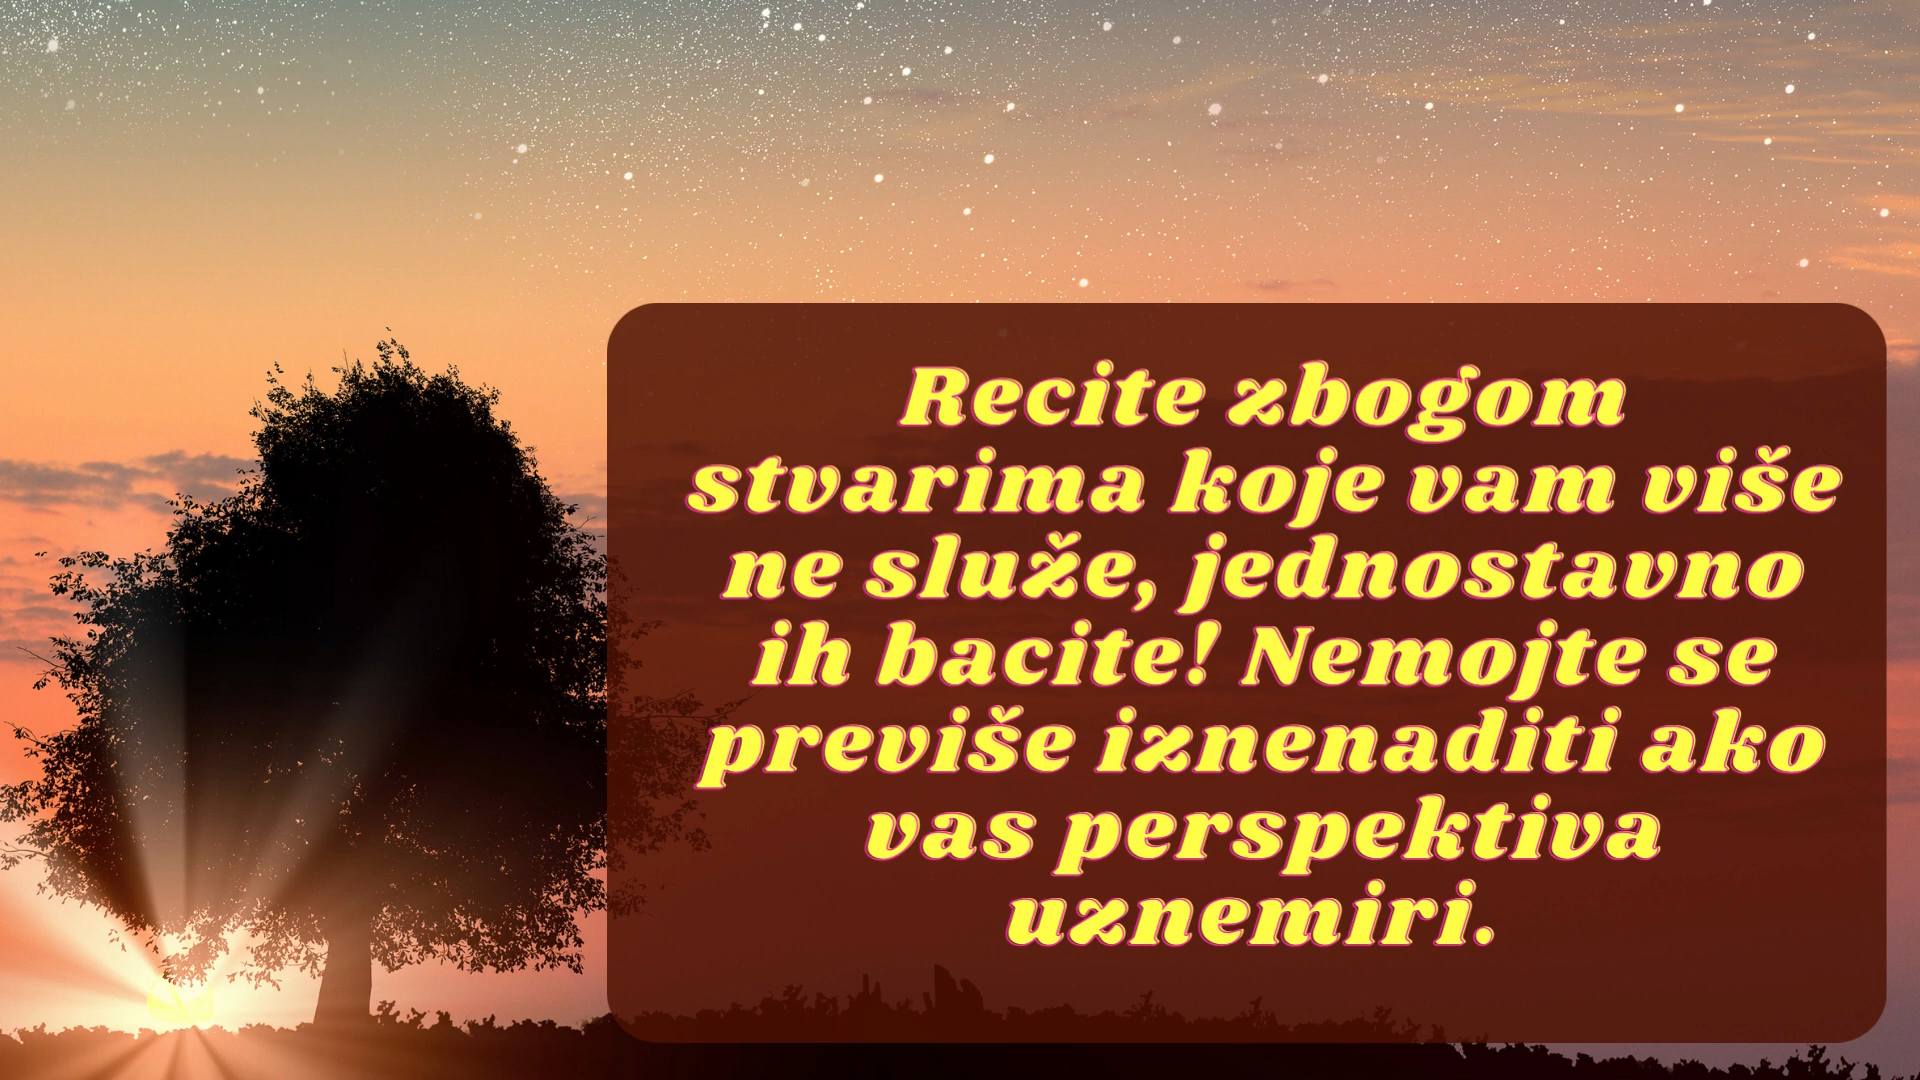 Recite zbogom
stvarima koje vam više
ne služe, jednostavno
ih bacite! Nemojte se
previše iznenaditi ako
vas perspektiva
uznemiri.